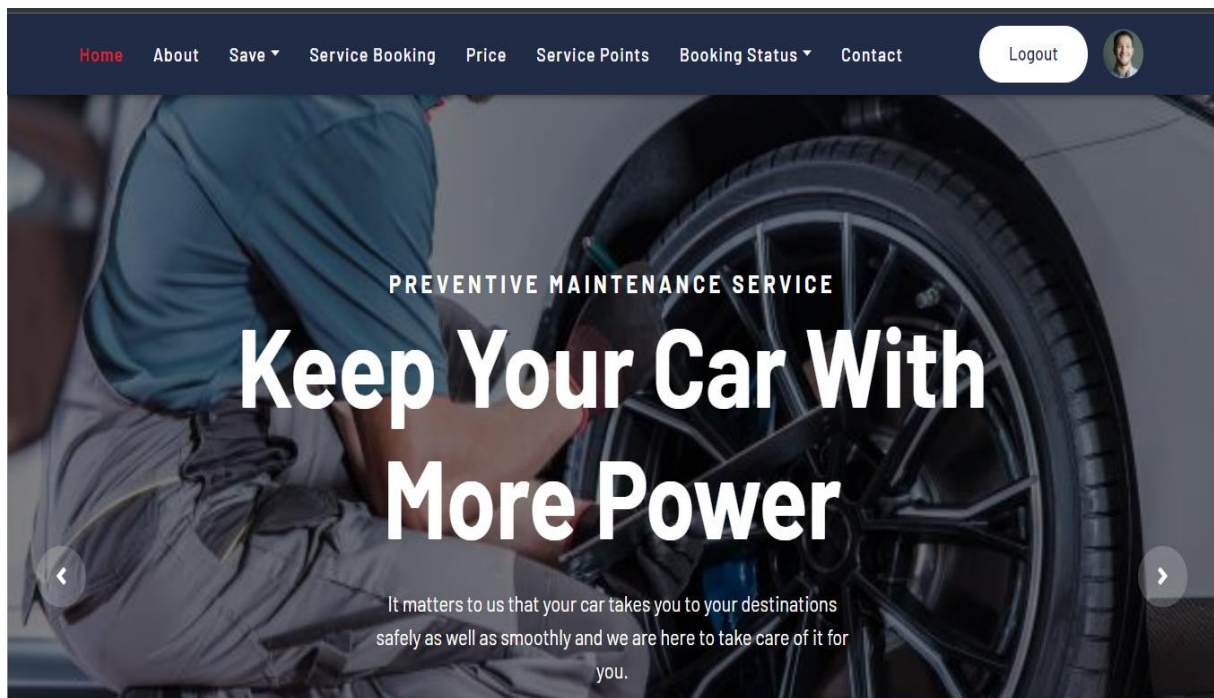 Home About Save Service Booking Price Service Points Booking Status Contact Logout
PREVENTIVE MAINTENANCE SERVICE
Keep Your Car With
More Power
It matters to us that your car takes you to your destinations
safely as well as smoothly and we are here to take care of it for
you.